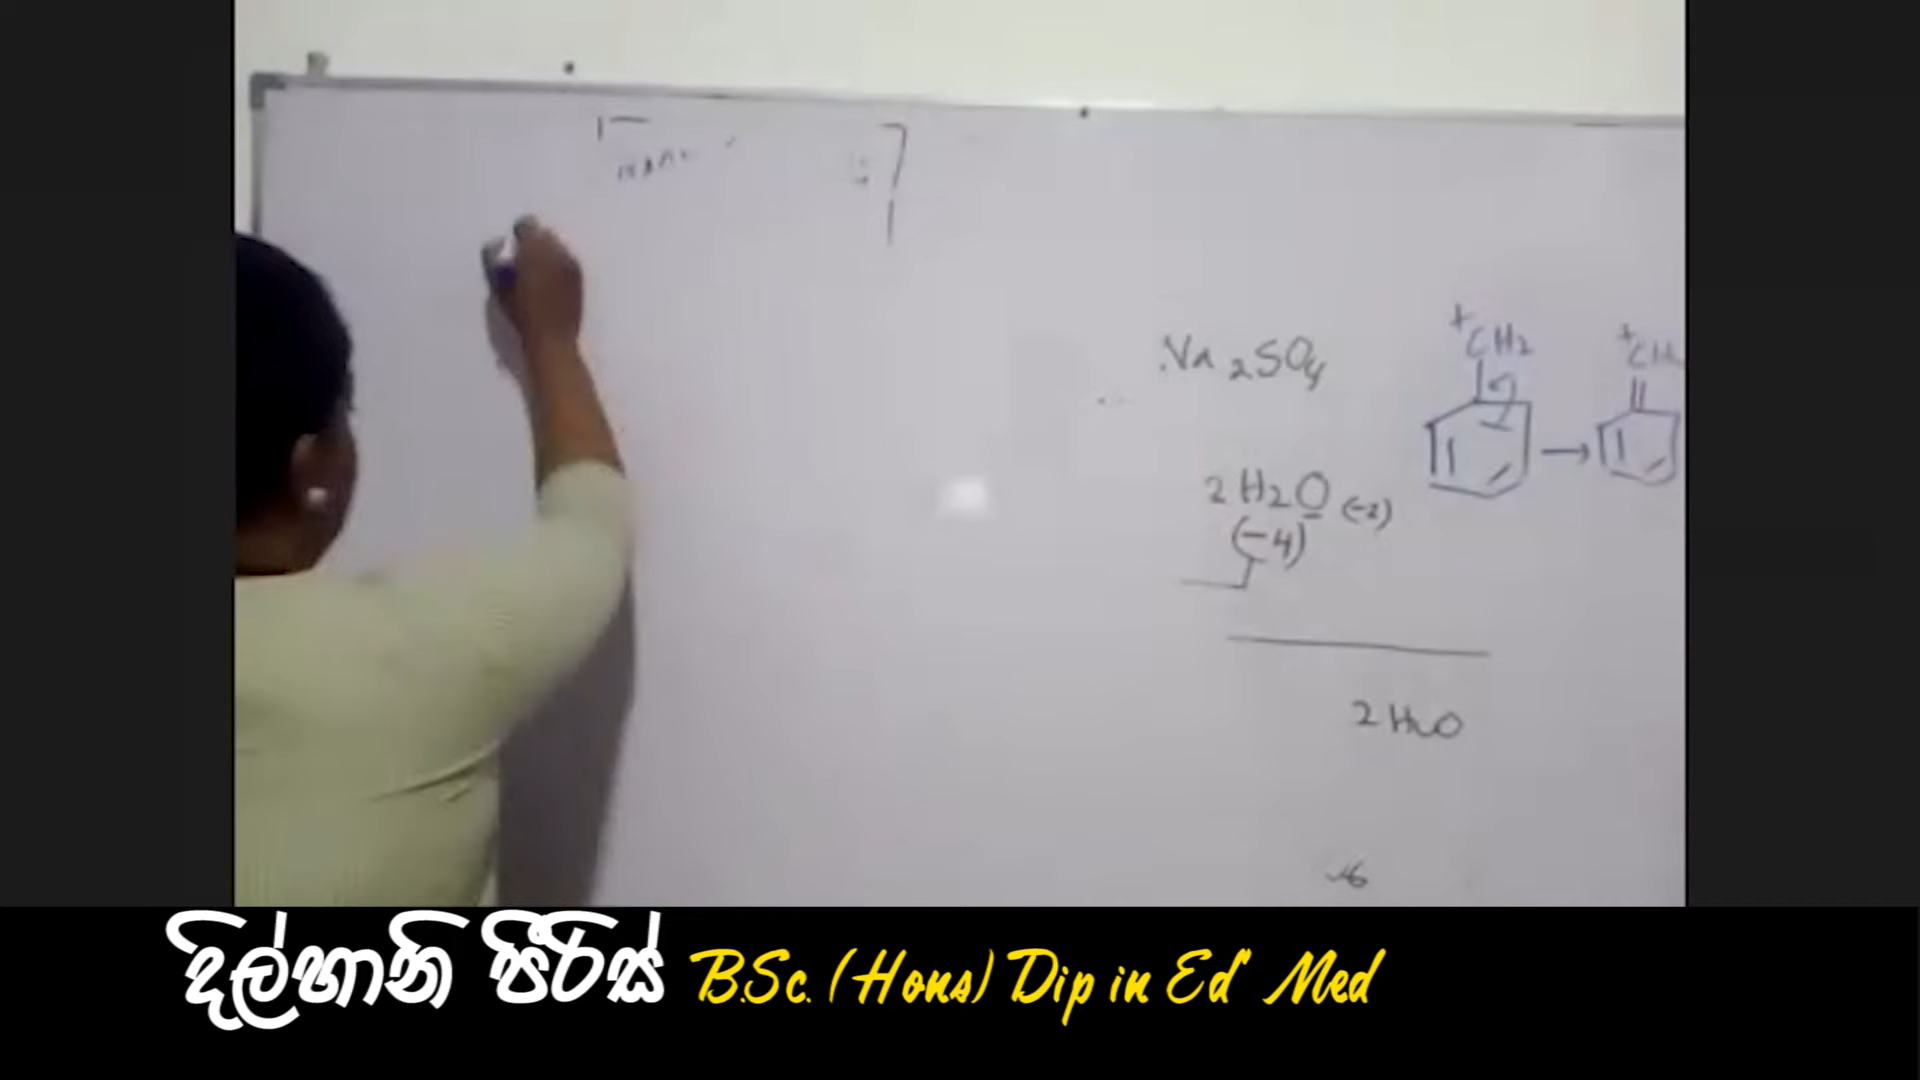 Na2SO4
+CH2
+CH2
2H2O (-2)
(-4)
2H2O
දිල්හානි පීරිස් B.Sc. (Hons) Dip in Ed Med